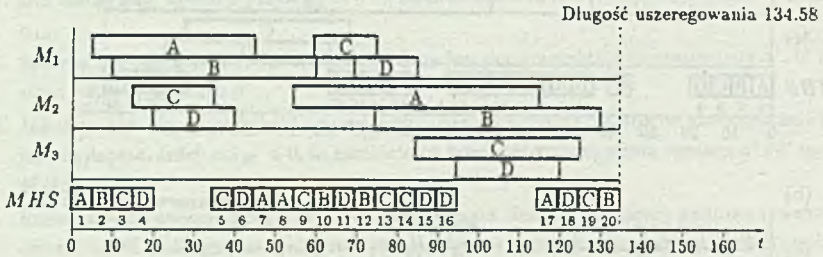 Długość uszeregowania 134.58
M1 A C
B D
M2 C A
D B
M3 C
D
MHS A B C D C D A A C B D B C C D D A D C B
1 2 3 4 5 6 7 8 9 10 11 12 13 14 15 16 17 18 19 20
0 10 20 30 40 50 60 70 80 90 100 110 120 130 140 150 160 t